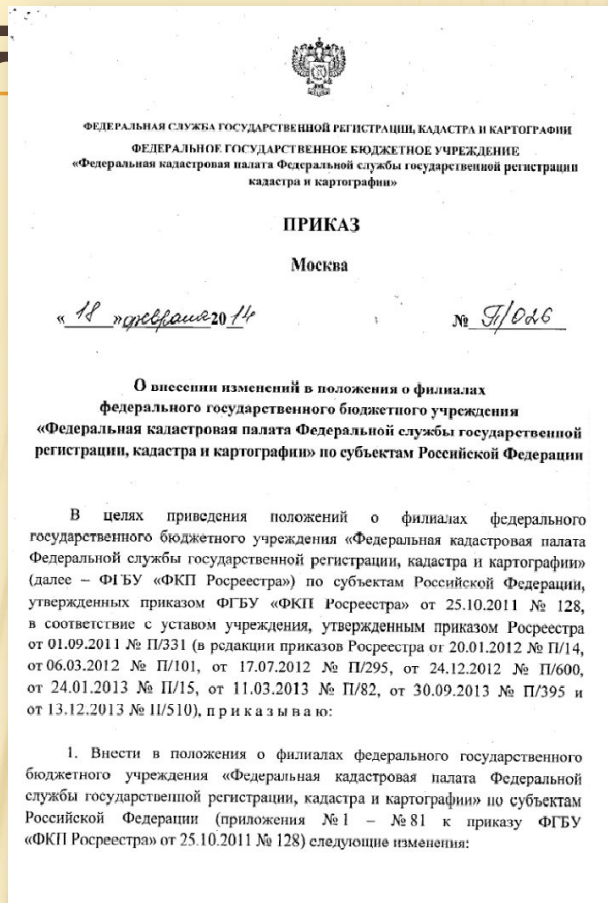 ФЕДЕРАЛЬНАЯ СЛУЖБА ГОСУДАРСТВЕННОЙ РЕГИСТРАЦИИ, КАДАСТРА И КАРТОГРАФИИ
ФЕДЕРАЛЬНОЕ ГОСУДАРСТВЕННОЕ БЮДЖЕТНОЕ УЧРЕЖДЕНИЕ
«Федеральная кадастровая палата Федеральной службы государственной регистрации
кадастра и картографии»
ПРИКАЗ
Москва
« 18 » февраля 20 14 № П/026
О внесении изменений в положения о филиалах
федерального государственного бюджетного учреждения
«Федеральная кадастровая палата Федеральной службы государственной
регистрации, кадастра и картографии» по субъектам Российской Федерации
В целях приведения положений о филиалах федерального
государственного бюджетного учреждения «Федеральная кадастровая палата
Федеральной службы государственной регистрации, кадастра и картографии»
(далее – ФГБУ «ФКП Росреестра») по субъектам Российской Федерации,
утвержденных приказом ФГБУ «ФКП Росреестра» от 25.10.2011 № 128,
в соответствие с уставом учреждения, утвержденным приказом Росреестра
от 01.09.2011 № П/331 (в редакции приказов Росреестра от 20.01.2012 № П/14,
от 06.03.2012 № П/101, от 17.07.2012 № П/295, от 24.12.2012 № П/600,
от 24.01.2013 № П/15, от 11.03.2013 № П/82, от 30.09.2013 № П/395 и
от 13.12.2013 № П/510), п р и к а з ы в а ю:
1. Внести в положения о филиалах федерального государственного
бюджетного учреждения «Федеральная кадастровая палата Федеральной
службы государственной регистрации, кадастра и картографии» по субъектам
Российской Федерации (приложения № 1 – № 81 к приказу ФГБУ
«ФКП Росреестра» от 25.10.2011 № 128) следующие изменения: